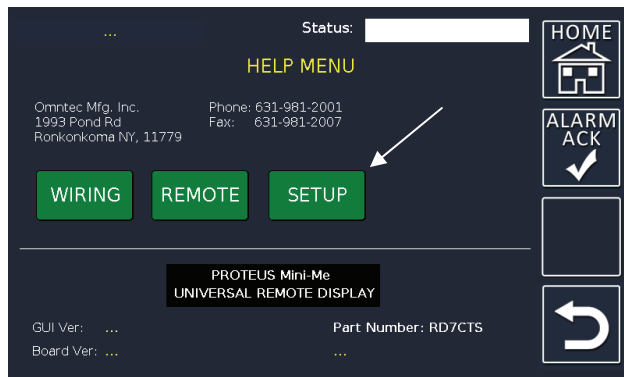 ...
Status:
HELP MENU
Omntec Mfg. Inc.
1993 Pond Rd
Ronkonkoma NY, 11779
Phone: 631-981-2001
Fax: 631-981-2007
WIRING
REMOTE
SETUP
PROTEUS Mini-Me
UNIVERSAL REMOTE DISPLAY
GUI Ver: ...
Part Number: RD7CTS
Board Ver: ...
...
HOME
ALARM
ACK